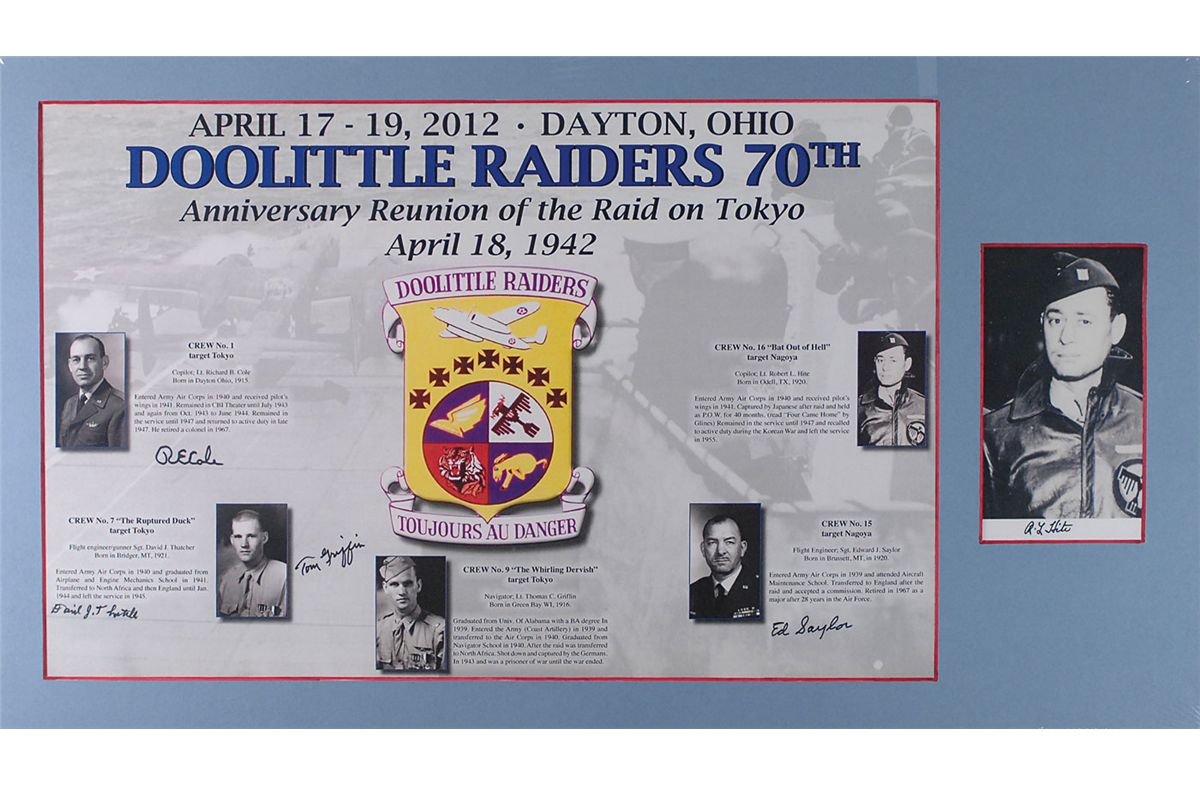 APRIL 17 - 19, 2012 · DAYTON, OHIO
DOOLITTLE RAIDERS 70TH
Anniversary Reunion of the Raid on Tokyo
April 18, 1942
DOOLITTLE RAIDERS
TOUJOURS AU DANGER
CREW No. 1
target Tokyo
Copilot; Lt. Richard B. Cole
Born in Dayton Ohio, 1915.
Entered Army Air Corps in 1940 and received pilot's
wings in 1941. Remained in CBI Theater until July 1943
and again from Oct. 1943 to June 1944. Remained in
the service until 1947 and returned to active duty in late
1947. He retired a colonel in 1967.
RECole
CREW No. 16 "Bat Out of Hell"
target Nagoya
Copilot; Lt. Robert L. Hite
Born in Odell, TX, 1920.
Entered Army Air Corps in 1940 and received pilot's
wings in 1941. Captured by Japanese after raid and held
as P.O.W. for 40 months. (read "Four Came Home" by
Glines) Remained in the service until 1947 and recalled
to active duty during the Korean War and left the service
in 1955.
CREW No. 7 "The Ruptured Duck"
target Tokyo
Flight engineer/gunner Sgt. David J. Thatcher
Born in Bridger, MT, 1921.
Entered Army Air Corps in 1940 and graduated from
Airplane and Engine Mechanics School in 1941.
Transferred to North Africa and then England until Jan.
1944 and left the service in 1945.
David J.
Tom Griffin
CREW No. 9 "The Whirling Dervish"
target Tokyo
Navigator; Lt. Thomas C. Griffin
Born in Green Bay WI, 1916.
Graduated from Univ. Of Alabama with a BA degree In
1939. Entered the Army (Coast Artillery) in 1939 and
transferred to the Air Corps in 1940. Graduated from
Navigator School in 1940. After the raid was transferred
to North Africa. Shot down and captured by the Germans.
In 1943 and was a prisoner of war until the war ended.
CREW No. 15
target Nagoya
Flight Engineer; Sgt. Edward J. Saylor
Born in Brussett, MT, in 1920.
Entered Army Air Corps in 1939 and attended Aircraft
Maintenance School. Transferred to England after the
raid and accepted a commission. Retired in 1967 as a
major after 28 years in the Air Force.
Ed Saylor
R L Hite